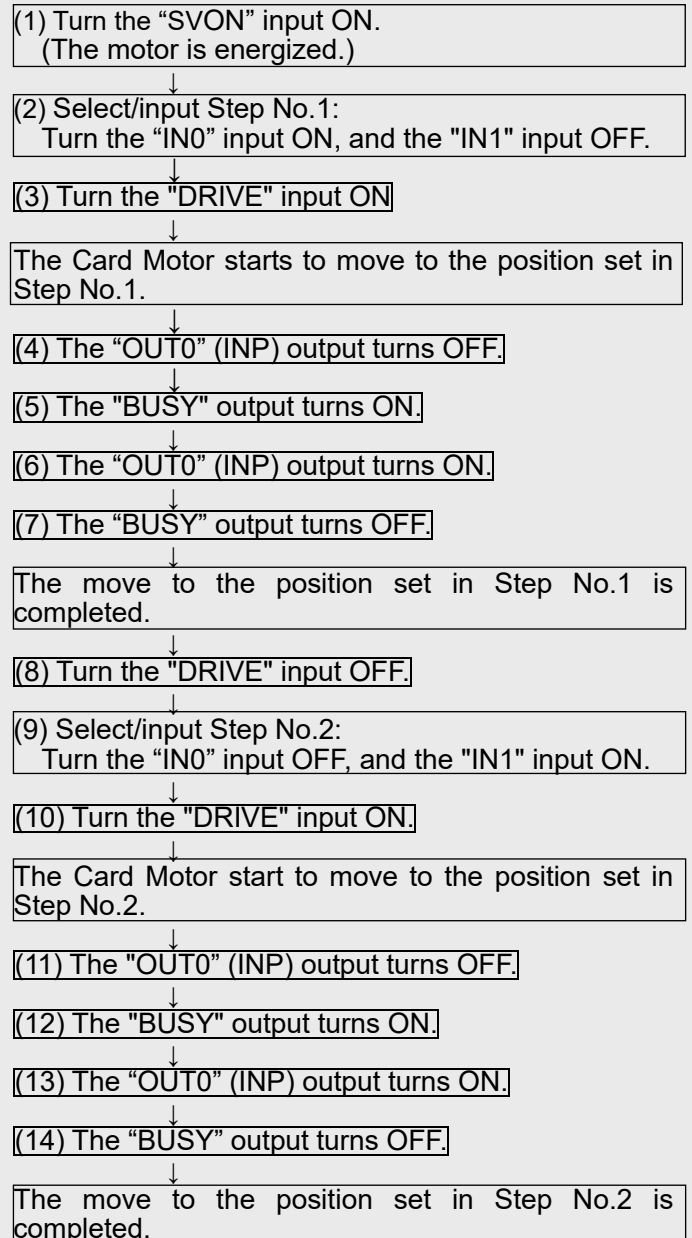 (1) Turn the “SVON” input ON.
(The motor is energized.)
↓
(2) Select/input Step No.1:
Turn the “IN0” input ON, and the "IN1" input OFF.
↓
(3) Turn the "DRIVE" input ON
↓
The Card Motor starts to move to the position set in
Step No.1.
↓
(4) The “OUT0” (INP) output turns OFF.
↓
(5) The "BUSY" output turns ON.
↓
(6) The “OUT0” (INP) output turns ON.
↓
(7) The “BUSY” output turns OFF.
↓
The move to the position set in Step No.1 is
completed.
↓
(8) Turn the "DRIVE" input OFF.
↓
(9) Select/input Step No.2:
Turn the “IN0” input OFF, and the "IN1" input ON.
↓
(10) Turn the "DRIVE" input ON.
↓
The Card Motor start to move to the position set in
Step No.2.
↓
(11) The "OUT0” (INP) output turns OFF.
↓
(12) The "BUSY" output turns ON.
↓
(13) The “OUT0” (INP) output turns ON.
↓
(14) The “BUSY” output turns OFF.
↓
The move to the position set in Step No.2 is
completed.